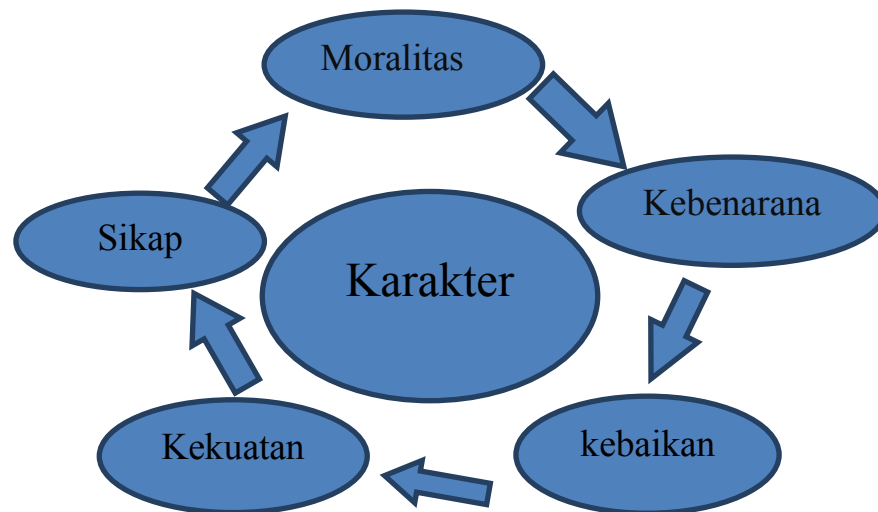 Moralitas
Kebenarana
Sikap
Karakter
Kekuatan
kebaikan